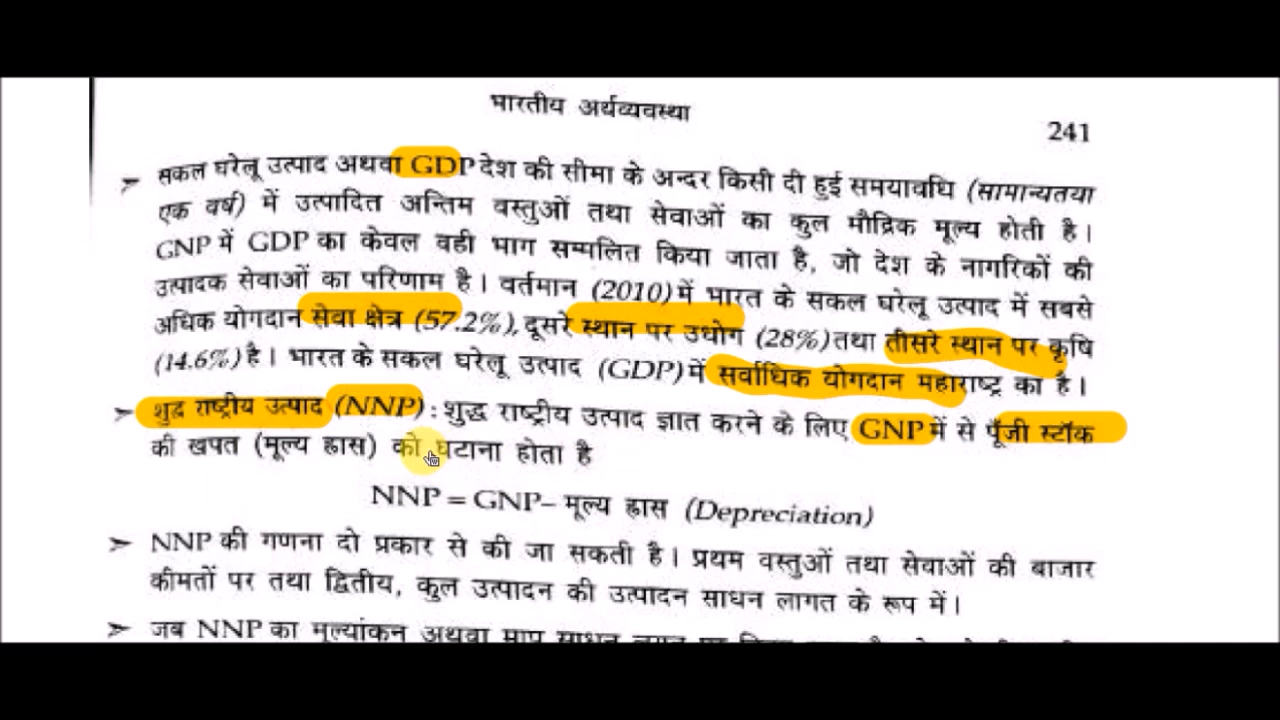 भारतीय अर्थव्यवस्था
241
➢ सकल घरेलू उत्पाद अथवा GDP देश की सीमा के अन्दर किसी दी हुई समयावधि (सामान्यतया
एक वर्ष) में उत्पादित अन्तिम वस्तुओं तथा सेवाओं का कुल मौद्रिक मूल्य होती है।
GNP में GDP का केवल वही भाग सम्मलित किया जाता है, जो देश के नागरिकों की
उत्पादक सेवाओं का परिणाम है। वर्तमान (2010) में भारत के सकल घरेलू उत्पाद में सबसे
अधिक योगदान सेवा क्षेत्र (57.2%), दूसरे स्थान पर उधोग (28%) तथा तीसरे स्थान पर कृषि
(14.6%) है। भारत के सकल घरेलू उत्पाद (GDP) में सर्वाधिक योगदान महाराष्ट्र का है।
➢ शुद्ध राष्ट्रीय उत्पाद (NNP) : शुद्ध राष्ट्रीय उत्पाद ज्ञात करने के लिए GNP में से पूँजी स्टॉक
की खपत (मूल्य ह्रास) को घटाना होता है
NNP = GNP– मूल्य ह्रास (Depreciation)
➢ NNP की गणना दो प्रकार से की जा सकती है। प्रथम वस्तुओं तथा सेवाओं की बाजार
कीमतों पर तथा द्वितीय, कुल उत्पादन की उत्पादन साधन लागत के रूप में।
➢ जब NNP का मूल्यांकन अथवा माप साधन